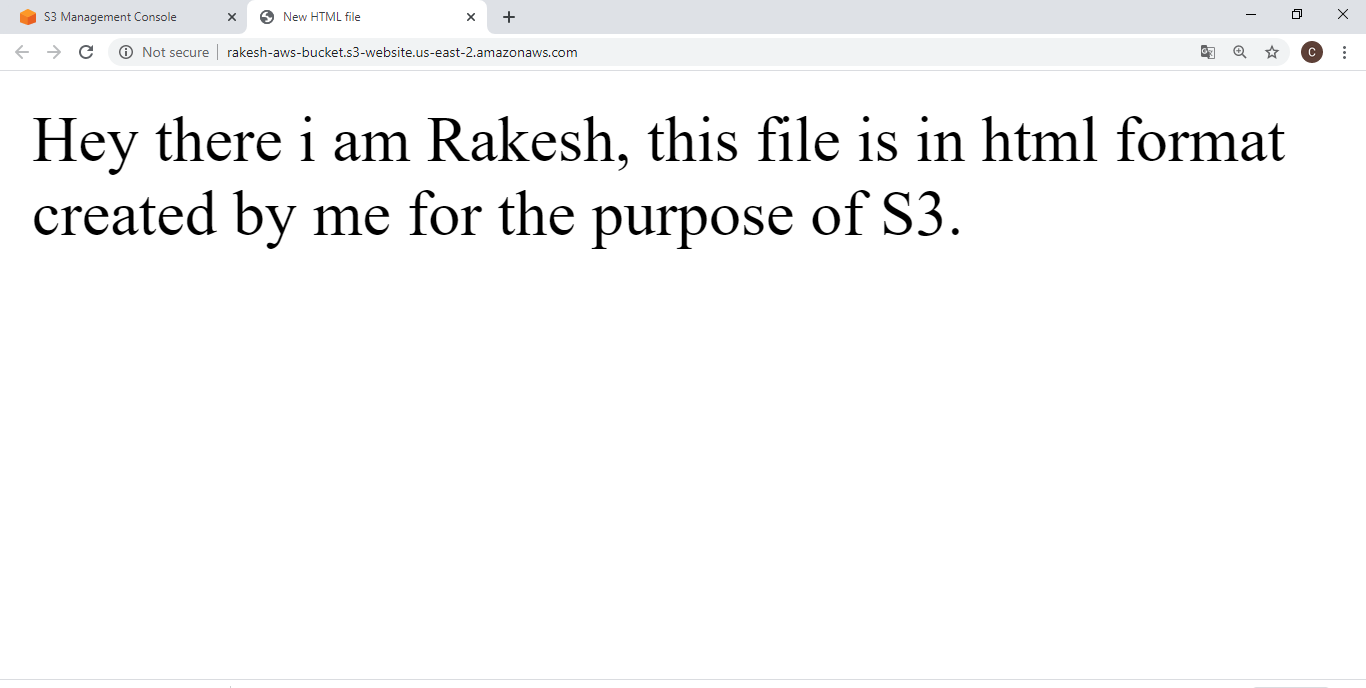 S3 Management Console
New HTML file
Not secure
rakesh-aws-bucket.s3-website.us-east-2.amazonaws.com
C
Hey there i am Rakesh, this file is in html format
created by me for the purpose of S3.